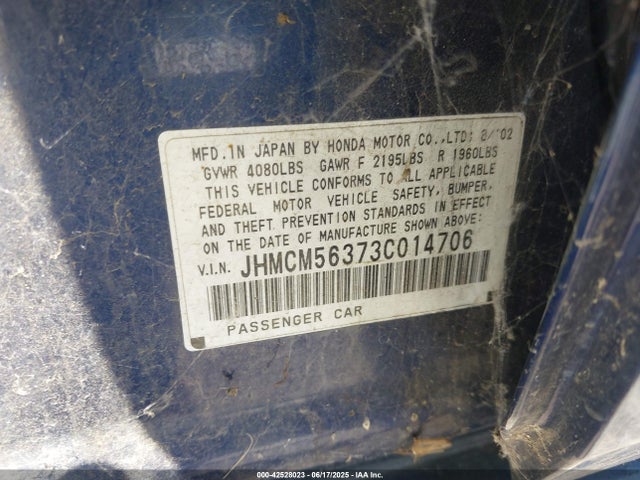 MFD.IN JAPAN BY HONDA MOTOR CO.,LTD: 8/'02
GVWR 4080LBS GAWR F 2195LBS R 1960LBS
THIS VEHICLE CONFORMS TO ALL APPLICABLE
FEDERAL MOTOR VEHICLE SAFETY, BUMPER,
AND THEFT PREVENTION STANDARDS IN EFFECT
ON THE DATE OF MANUFACTURE SHOWN ABOVE:
V.I.N. JHMCM56373C014706
PASSENGER CAR
000-42528023 - 06/17/2025 - IAA Inc.